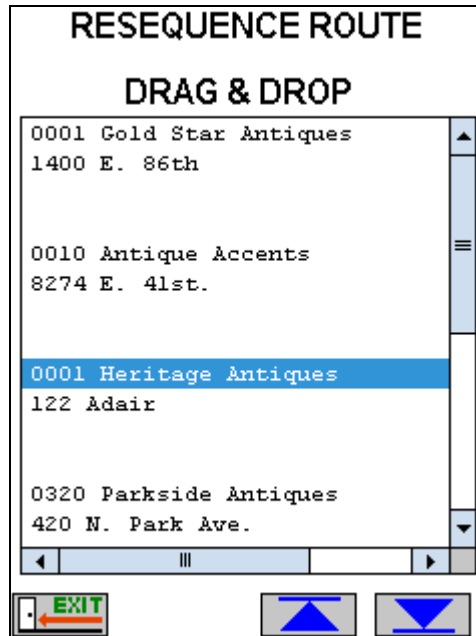 RESEQUENCE ROUTE
DRAG & DROP
0001 Gold Star Antiques
1400 E. 86th
0010 Antique Accents
8274 E. 41st.
0001 Heritage Antiques
122 Adair
0320 Parkside Antiques
420 N. Park Ave.
EXIT